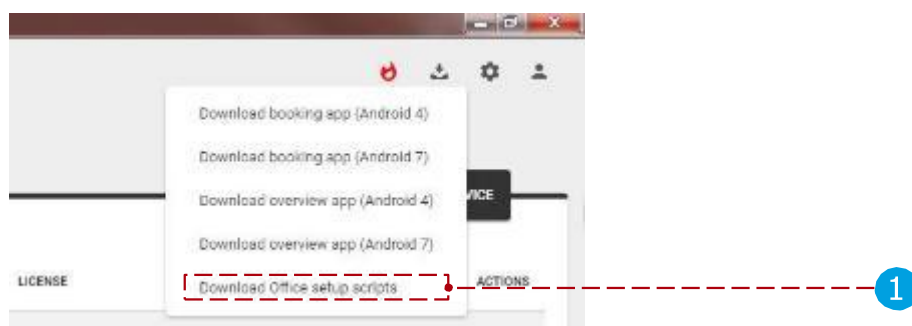 Download booking app (Android 4)
Download booking app (Android 7)
Download overview app (Android 4)
VICE
Download overview app (Android 7)
LICENSE
Download Office setup scripts
ACTIONS
1